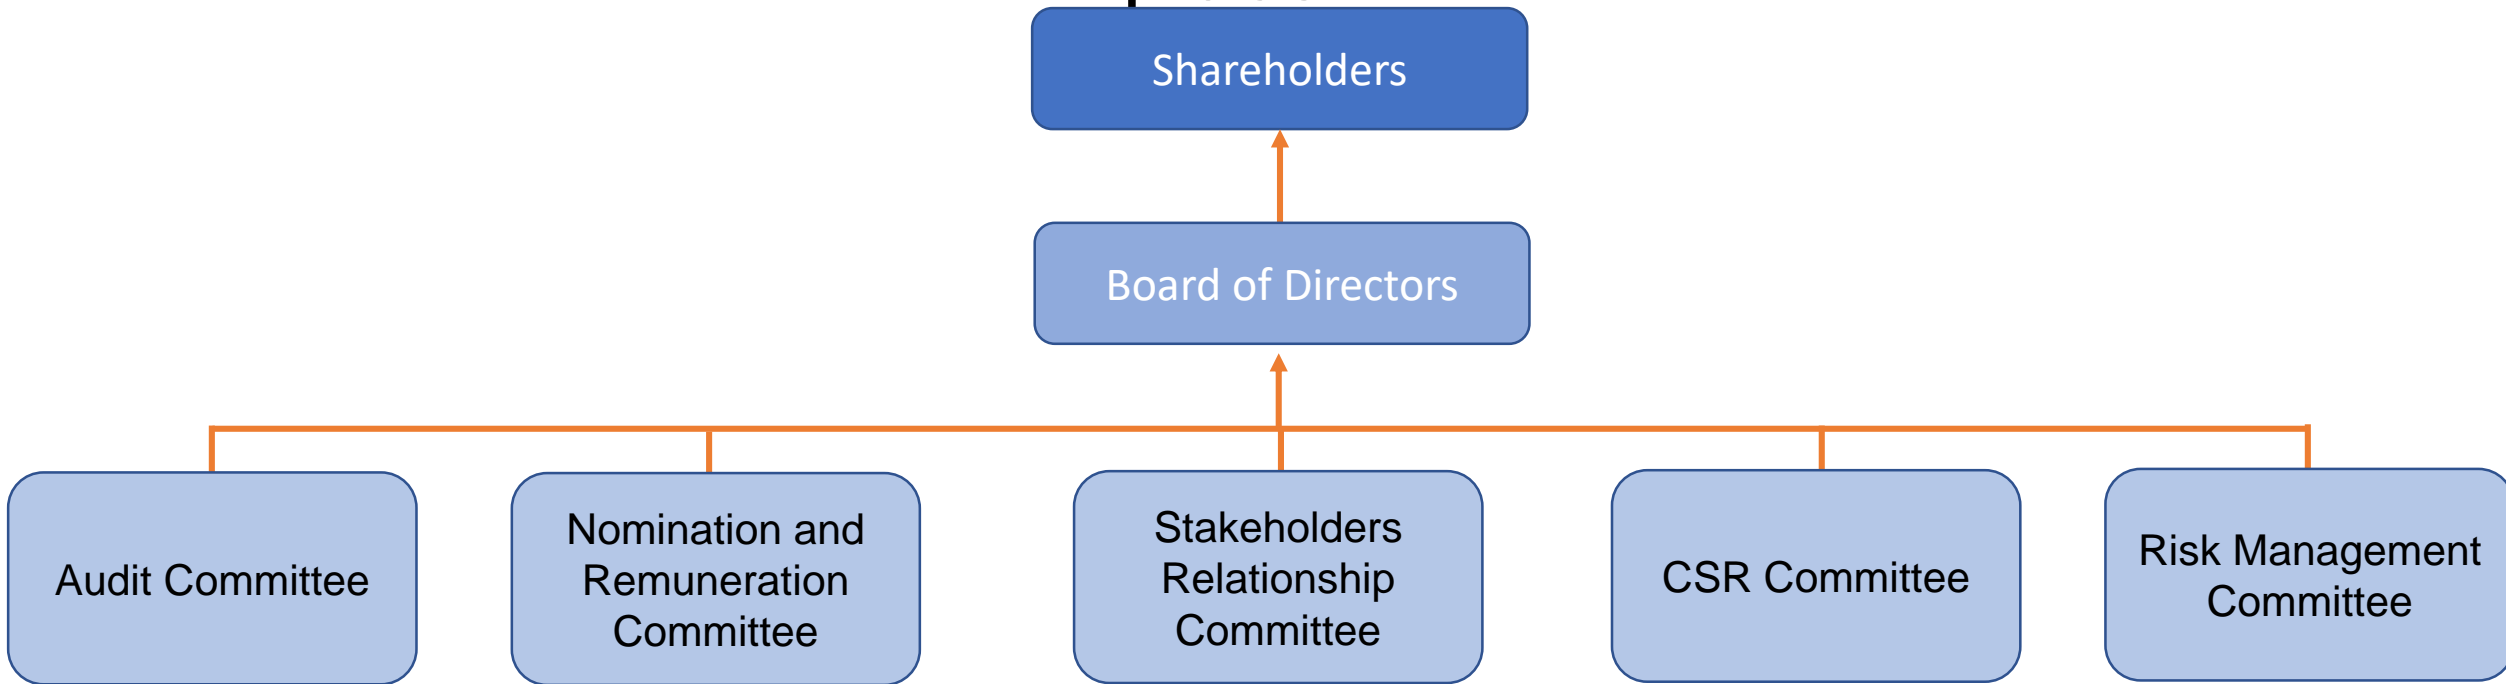 Shareholders
Board of Directors
Audit Committee
Nomination and
Remuneration
Committee
Stakeholders
Relationship
Committee
CSR Committee
Risk Management
Committee